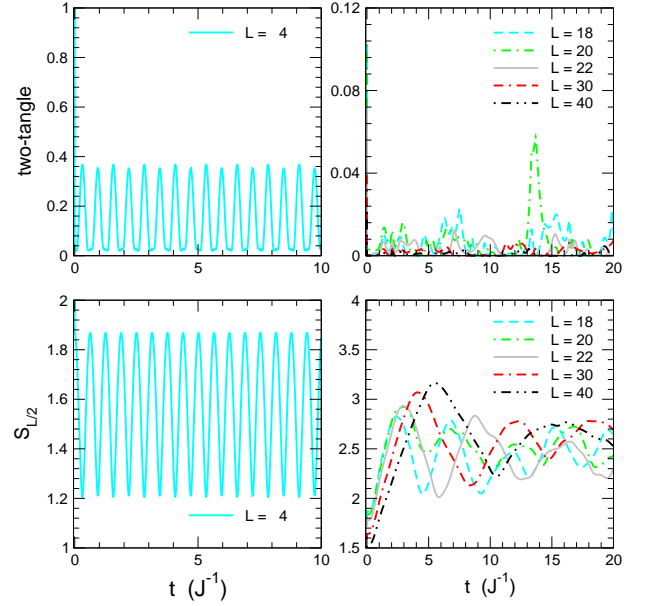 two-tangle
1
0.8
0.6
0.4
0.2
0
0 5 10
L = 4
0.12
0.08
0.04
0
0 5 10 15 20
L = 18
L = 20
L = 22
L = 30
L = 40
S_{L/2}
2
1.8
1.6
1.4
1.2
1
0 5 10
L = 4
t (J^{-1})
4
3.5
3
2.5
2
1.5
0 5 10 15 20
L = 18
L = 20
L = 22
L = 30
L = 40
t (J^{-1})